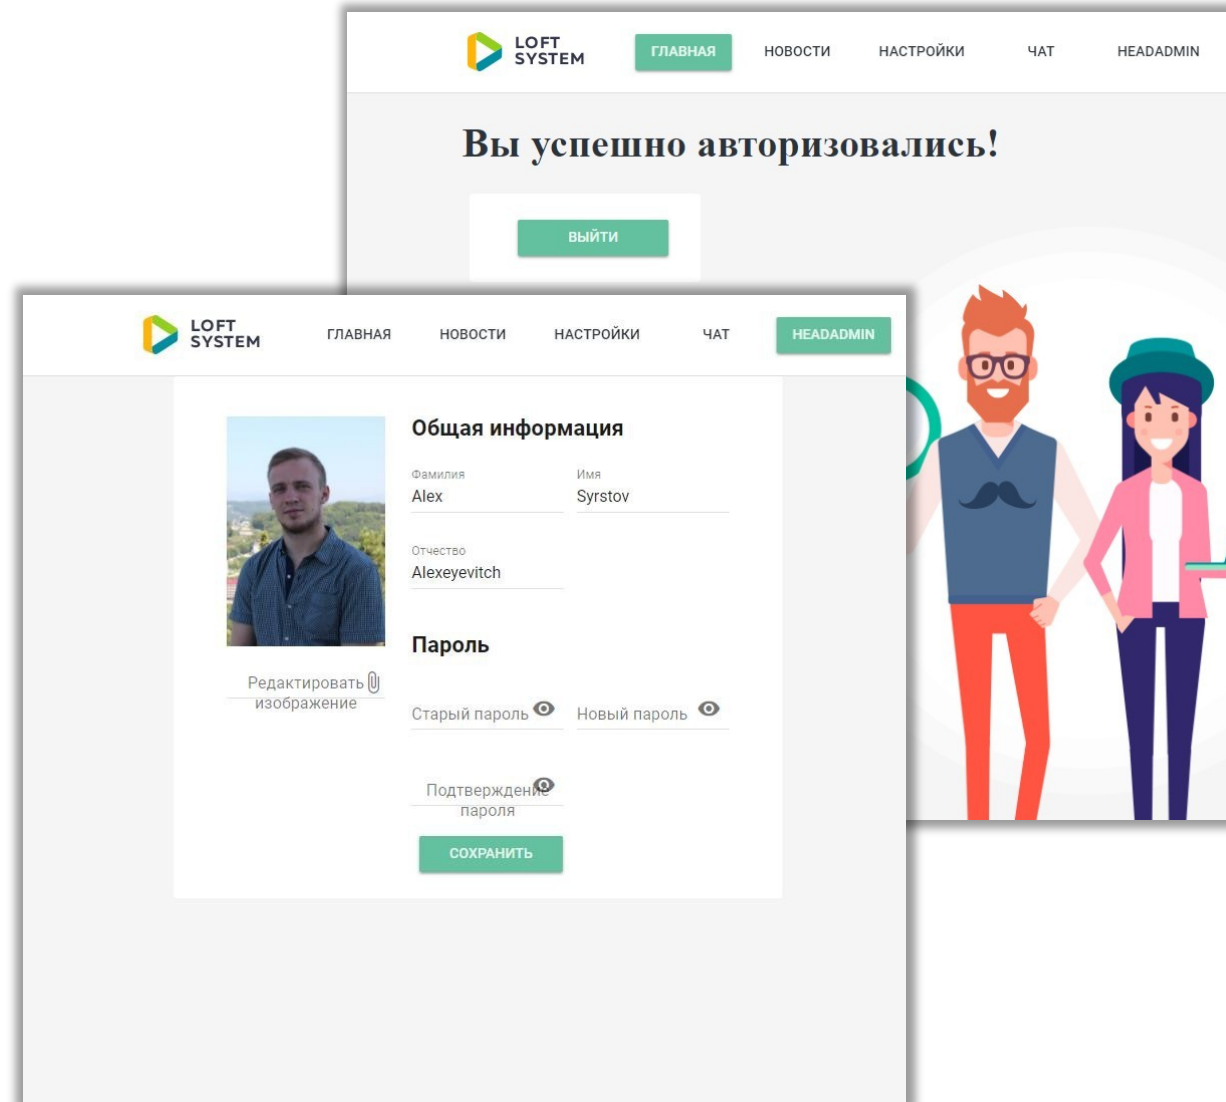 LOFT
SYSTEM
ГЛАВНАЯ
НОВОСТИ
НАСТРОЙКИ
ЧАТ
HEADADMIN
Вы успешно авторизовались!
ВЫЙТИ
LOFT
SYSTEM
ГЛАВНАЯ
НОВОСТИ
НАСТРОЙКИ
ЧАТ
HEADADMIN
Общая информация
Фамилия
Alex
Имя
Syrstov
Отчество
Alexeyevitch
Редактировать
изображение
Пароль
Старый пароль
Новый пароль
Подтверждение
пароля
СОХРАНИТЬ